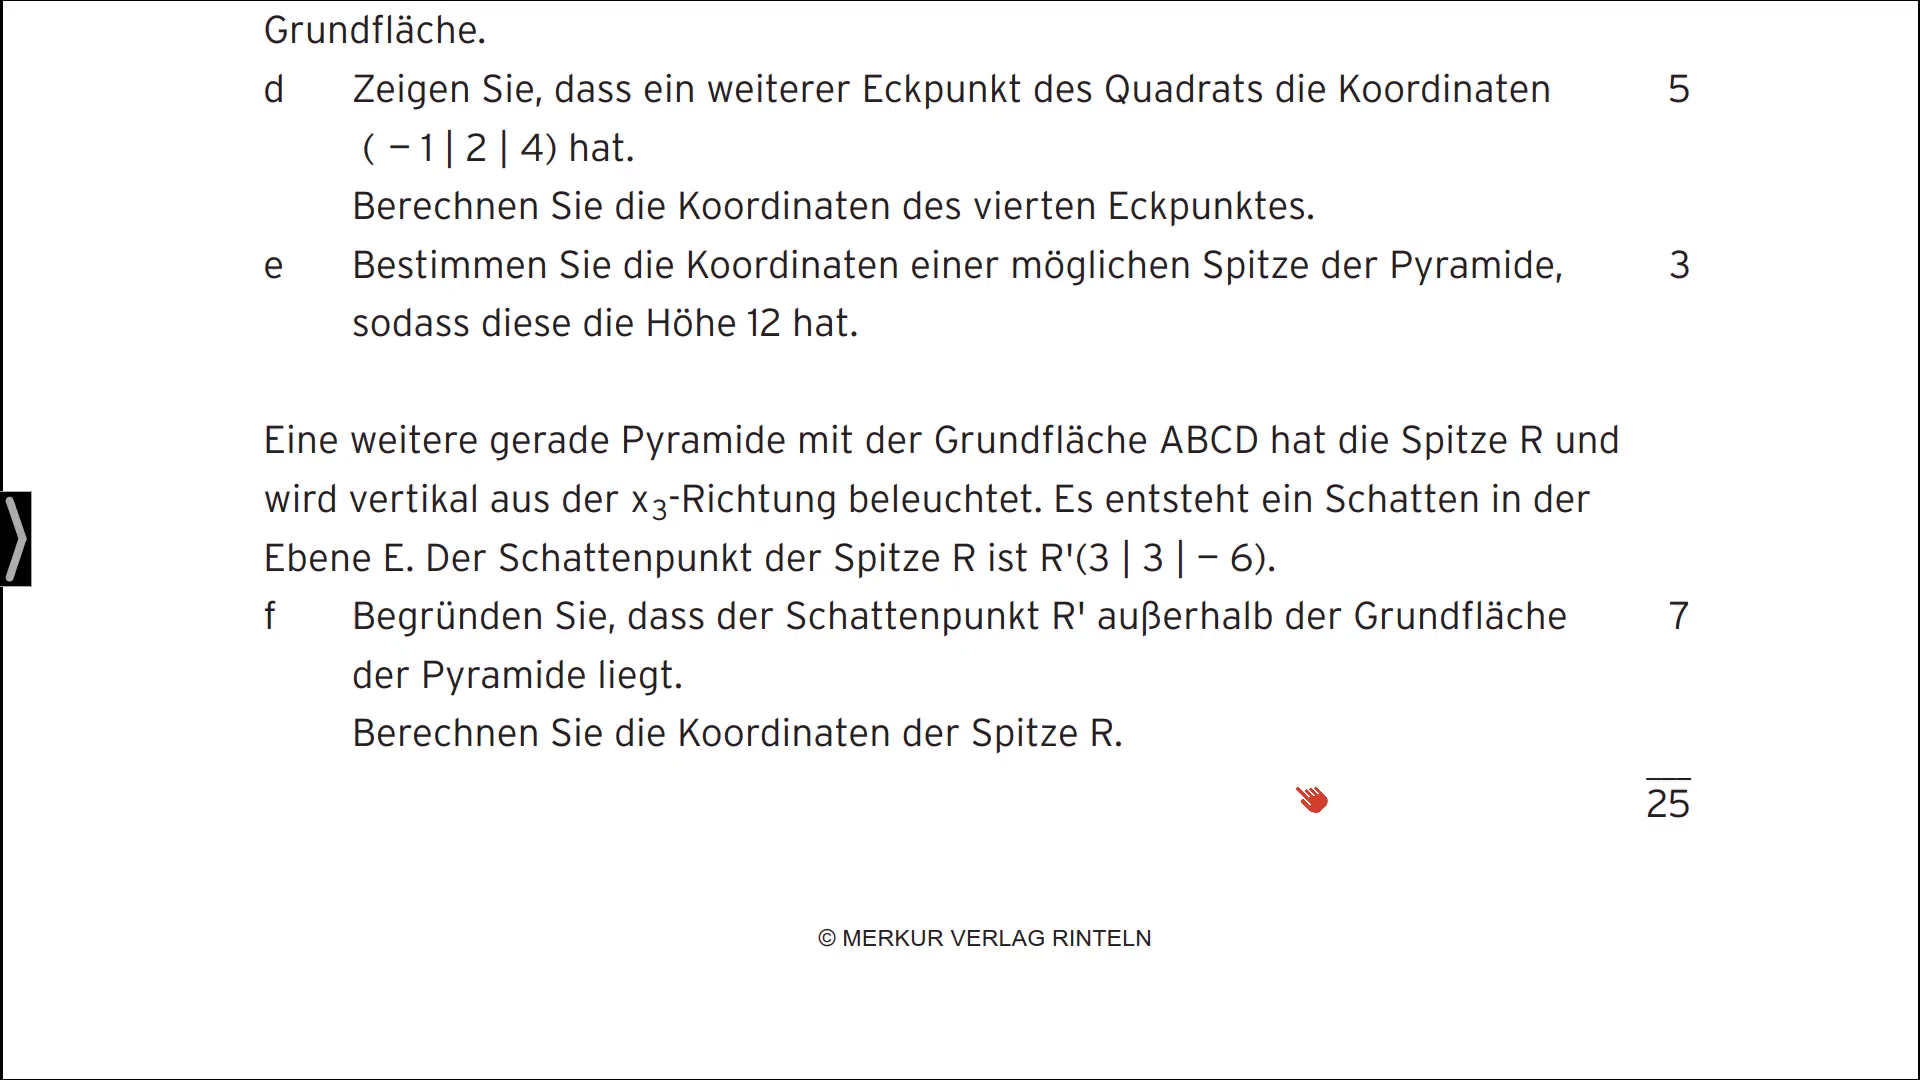 Grundfläche.
d Zeigen Sie, dass ein weiterer Eckpunkt des Quadrats die Koordinaten 5
( − 1 | 2 | 4) hat.
Berechnen Sie die Koordinaten des vierten Eckpunktes.
e Bestimmen Sie die Koordinaten einer möglichen Spitze der Pyramide, 3
sodass diese die Höhe 12 hat.
Eine weitere gerade Pyramide mit der Grundfläche ABCD hat die Spitze R und
wird vertikal aus der x₃-Richtung beleuchtet. Es entsteht ein Schatten in der
Ebene E. Der Schattenpunkt der Spitze R ist R'(3 | 3 | − 6).
f Begründen Sie, dass der Schattenpunkt R' außerhalb der Grundfläche 7
der Pyramide liegt.
Berechnen Sie die Koordinaten der Spitze R.
25
© MERKUR VERLAG RINTELN